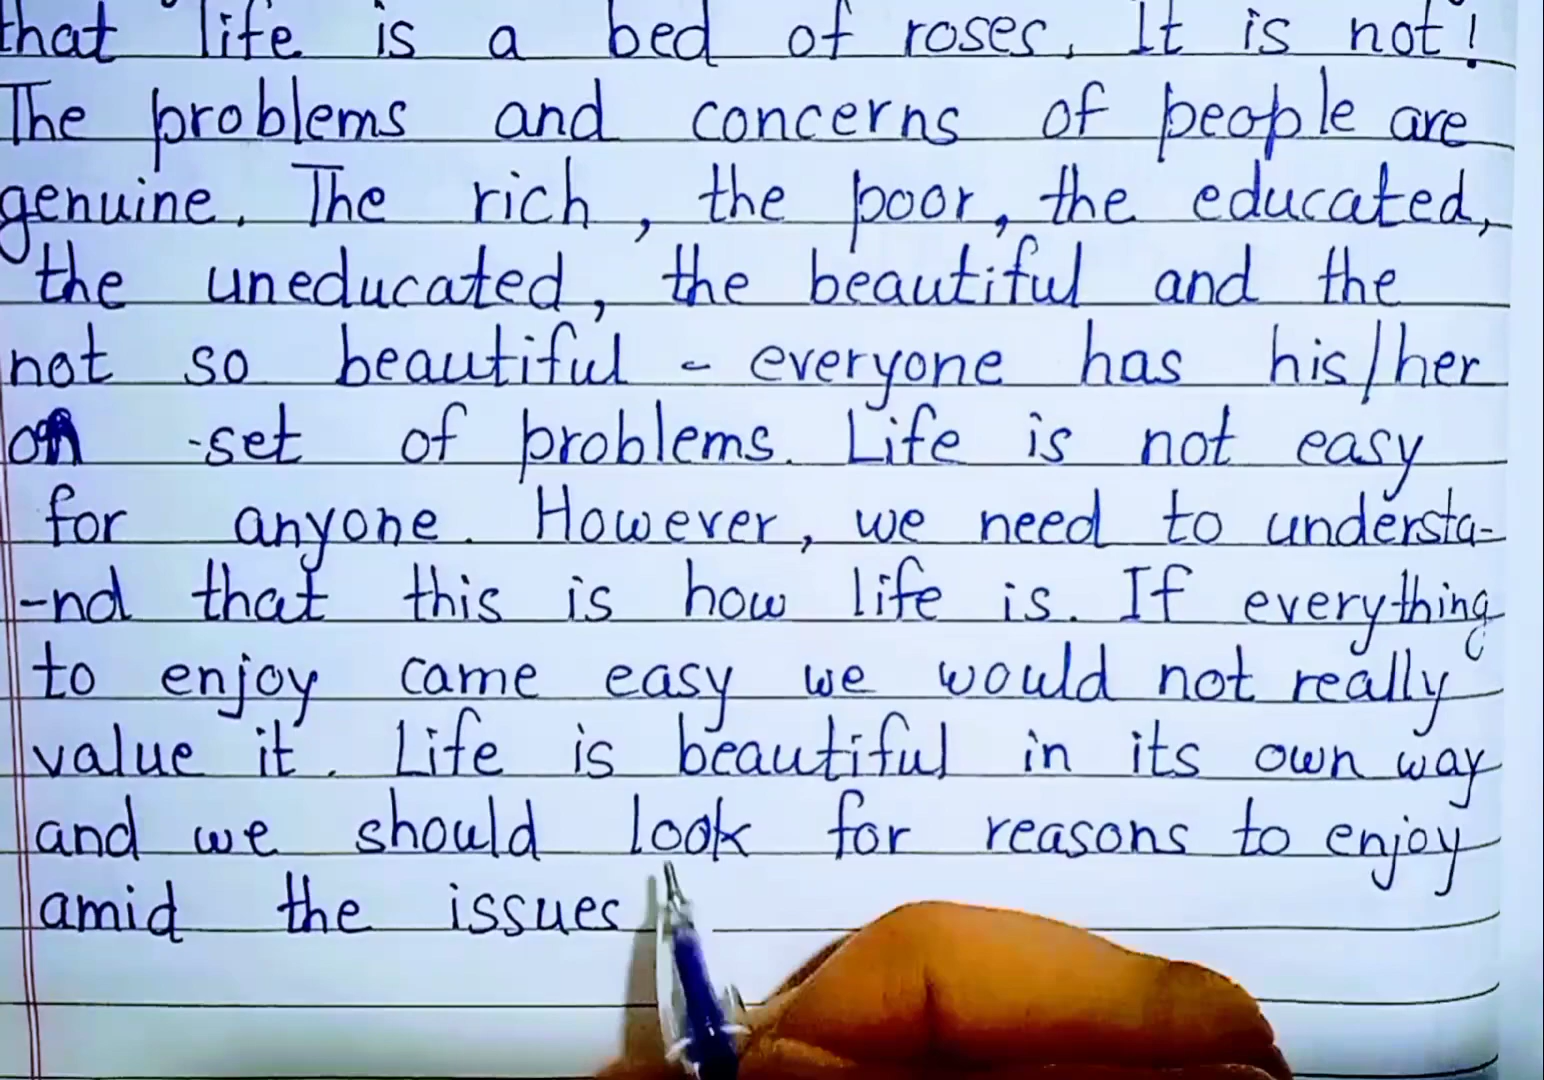 that life is a bed of roses. It is not!
The problems and concerns of people are
genuine. The rich, the poor, the educated,
the uneducated, the beautiful and the
not so beautiful - everyone has his/her
on -set of problems. Life is not easy
for anyone. However, we need to understa-
-nd that this is how life is. If everything
to enjoy came easy we would not really
value it. Life is beautiful in its own way
and we should look for reasons to enjoy
amid the issues